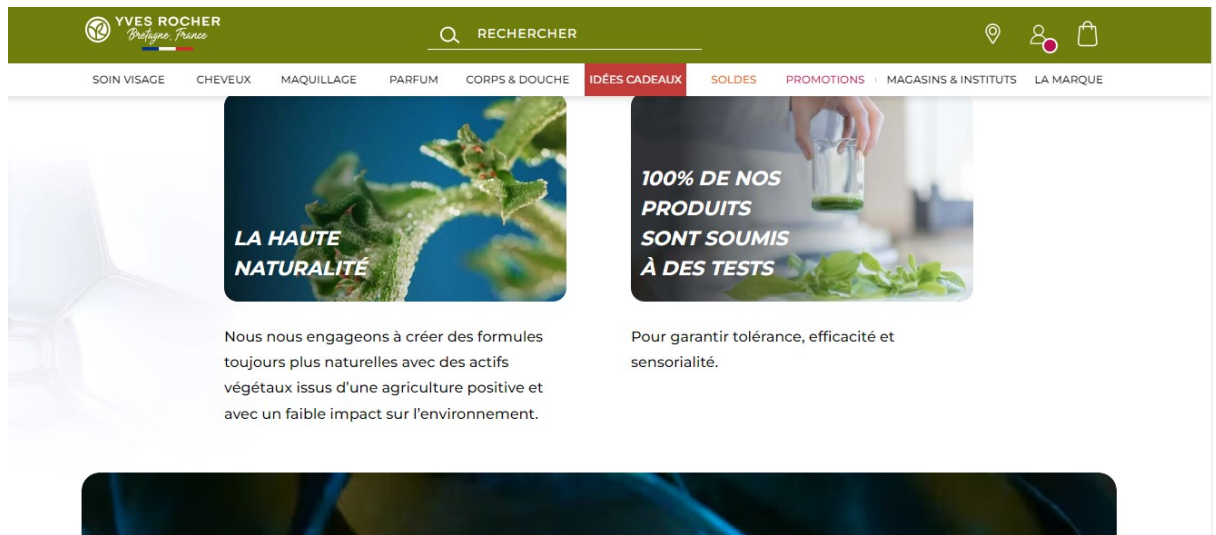 YVES ROCHER
Bretagne, France
RECHERCHER
SOIN VISAGE CHEVEUX MAQUILLAGE PARFUM CORPS & DOUCHE IDÉES CADEAUX SOLDES PROMOTIONS MAGASINS & INSTITUTS LA MARQUE
LA HAUTE
NATURALITÉ
Nous nous engageons à créer des formules
toujours plus naturelles avec des actifs
végétaux issus d’une agriculture positive et
avec un faible impact sur l’environnement.
100% DE NOS
PRODUITS
SONT SOUMIS
À DES TESTS
Pour garantir tolérance, efficacité et
sensorialité.